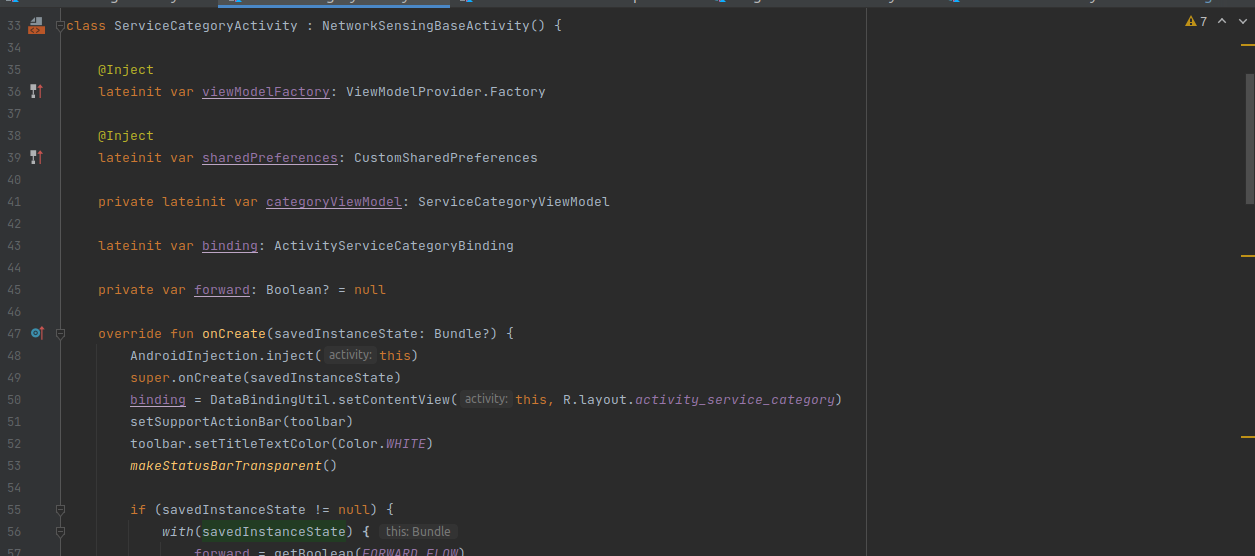 33 class ServiceCategoryActivity : NetworkSensingBaseActivity() {
7
34
35 @Inject
36 lateinit var viewModelFactory: ViewModelProvider.Factory
37
38 @Inject
39 lateinit var sharedPreferences: CustomSharedPreferences
40
41 private lateinit var categoryViewModel: ServiceCategoryViewModel
42
43 lateinit var binding: ActivityServiceCategoryBinding
44
45 private var forward: Boolean? = null
46
47 override fun onCreate(savedInstanceState: Bundle?) {
48 AndroidInjection.inject( activity: this)
49 super.onCreate(savedInstanceState)
50 binding = DataBindingUtil.setContentView( activity: this, R.layout.activity_service_category)
51 setSupportActionBar(toolbar)
52 toolbar.setTitleTextColor(Color.WHITE)
53 makeStatusBarTransparent()
54
55 if (savedInstanceState != null) {
56 with(savedInstanceState) { this: Bundle
57 forward = getBoolean(FORWARD_FLOW)